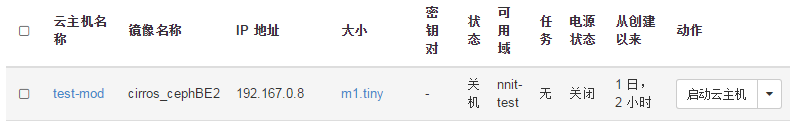 云主机名称 镜像名称 IP 地址 大小 密钥对 状态 可用域 任务 电源状态 从创建以来 动作
test-mod cirros_cephBE2 192.167.0.8 m1.tiny - 关机 nnit-test 无 关闭 1 日，2 小时 启动云主机